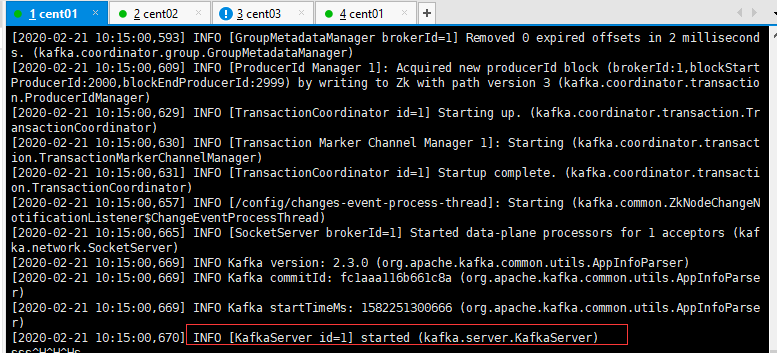 1 cent01 × 2 cent02 × 3 cent03 × 4 cent01 × +
[2020-02-21 10:15:00,593] INFO [GroupMetadataManager brokerId=1] Removed 0 expired offsets in 2 millisecond
s. (kafka.coordinator.group.GroupMetadataManager)
[2020-02-21 10:15:00,609] INFO [ProducerId Manager 1]: Acquired new producerId block (brokerId:1,blockStart
ProducerId:2000,blockEndProducerId:2999) by writing to Zk with path version 3 (kafka.coordinator.transactio
n.ProducerIdManager)
[2020-02-21 10:15:00,629] INFO [TransactionCoordinator id=1] Starting up. (kafka.coordinator.transaction.Tr
ansactionCoordinator)
[2020-02-21 10:15:00,630] INFO [Transaction Marker Channel Manager 1]: Starting (kafka.coordinator.transact
ion.TransactionMarkerChannelManager)
[2020-02-21 10:15:00,631] INFO [TransactionCoordinator id=1] Startup complete. (kafka.coordinator.transacti
on.TransactionCoordinator)
[2020-02-21 10:15:00,657] INFO [/config/changes-event-process-thread]: Starting (kafka.common.ZkNodeChangeN
otificationListener$ChangeEventProcessThread)
[2020-02-21 10:15:00,665] INFO [SocketServer brokerId=1] Started data-plane processors for 1 acceptors (kaf
ka.network.SocketServer)
[2020-02-21 10:15:00,669] INFO Kafka version: 2.3.0 (org.apache.kafka.common.utils.AppInfoParser)
[2020-02-21 10:15:00,669] INFO Kafka commitId: fc1aaa116b661c8a (org.apache.kafka.common.utils.AppInfoParse
r)
[2020-02-21 10:15:00,669] INFO Kafka startTimeMs: 1582251300666 (org.apache.kafka.common.utils.AppInfoParse
r)
[2020-02-21 10:15:00,670] INFO [KafkaServer id=1] started (kafka.server.KafkaServer)
sss^H^H^Hs